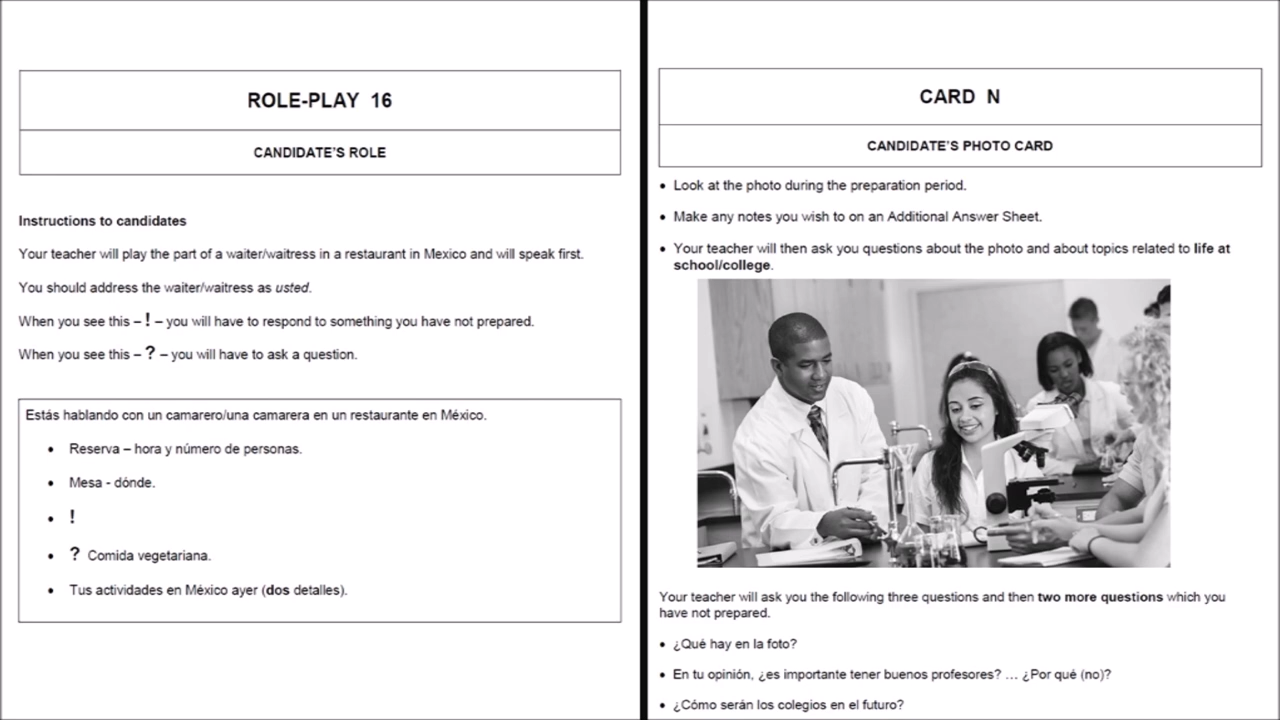 ROLE-PLAY 16
CANDIDATE'S ROLE
Instructions to candidates
Your teacher will play the part of a waiter/waitress in a restaurant in Mexico and will speak first.
You should address the waiter/waitress as usted.
When you see this – ! – you will have to respond to something you have not prepared.
When you see this – ? – you will have to ask a question.
Estás hablando con un camarero/una camarera en un restaurante en México.
• Reserva – hora y número de personas.
• Mesa - dónde.
• !
• ? Comida vegetariana.
• Tus actividades en México ayer (dos detalles).
CARD N
CANDIDATE'S PHOTO CARD
• Look at the photo during the preparation period.
• Make any notes you wish to on an Additional Answer Sheet.
• Your teacher will then ask you questions about the photo and about topics related to life at
school/college.
Your teacher will ask you the following three questions and then two more questions which you
have not prepared.
• ¿Qué hay en la foto?
• En tu opinión, ¿es importante tener buenos profesores? … ¿Por qué (no)?
• ¿Cómo serán los colegios en el futuro?